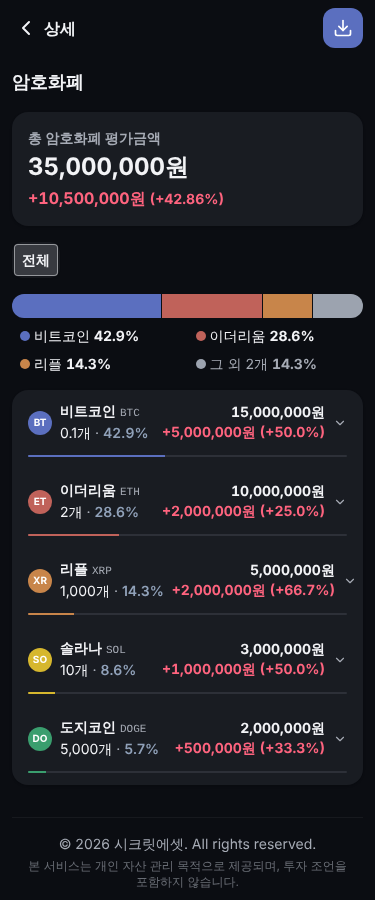 상세
암호화폐
총 암호화폐 평가금액
35,000,000원
+10,500,000원 (+42.86%)
전체
비트코인 42.9% 이더리움 28.6%
리플 14.3% 그 외 2개 14.3%
BT 비트코인 BTC 15,000,000원
0.1개 · 42.9% +5,000,000원 (+50.0%)
ET 이더리움 ETH 10,000,000원
2개 · 28.6% +2,000,000원 (+25.0%)
XR 리플 XRP 5,000,000원
1,000개 · 14.3% +2,000,000원 (+66.7%)
SO 솔라나 SOL 3,000,000원
10개 · 8.6% +1,000,000원 (+50.0%)
DO 도지코인 DOGE 2,000,000원
5,000개 · 5.7% +500,000원 (+33.3%)
© 2026 시크릿에셋. All rights reserved.
본 서비스는 개인 자산 관리 목적으로 제공되며, 투자 조언을
포함하지 않습니다.